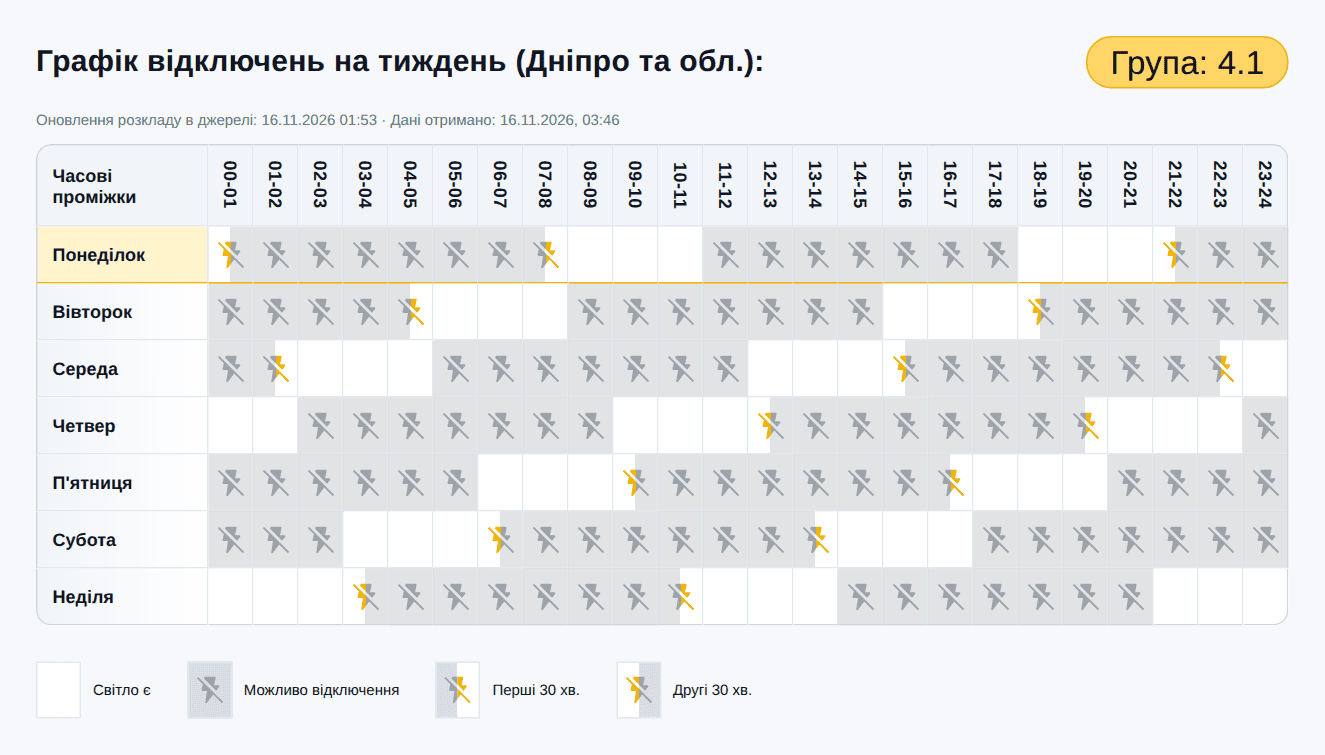 Графік відключень на тиждень (Дніпро та обл.):
Група: 4.1
Оновлення розкладу в джерелі: 16.11.2026 01:53 · Дані отримано: 16.11.2026, 03:46
Часові
проміжки
00-01 01-02 02-03 03-04 04-05 05-06 06-07 07-08 08-09 09-10 10-11 11-12 12-13 13-14 14-15 15-16 16-17 17-18 18-19 19-20 20-21 21-22 22-23 23-24
Понеділок
Вівторок
Середа
Четвер
П'ятниця
Субота
Неділя
Світло є
Можливо відключення
Перші 30 хв.
Другі 30 хв.